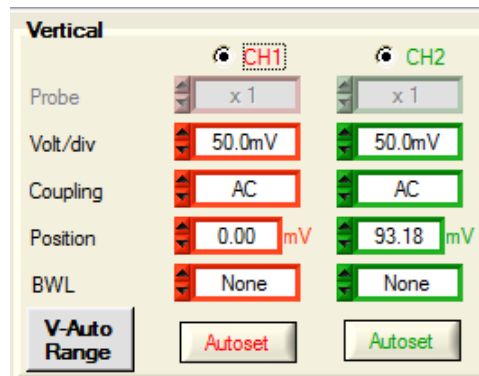 Vertical
CH1 CH2
Probe x 1 x 1
Volt/div 50.0mV 50.0mV
Coupling AC AC
Position 0.00 mV 93.18 mV
BWL None None
V-Auto
Range Autoset Autoset